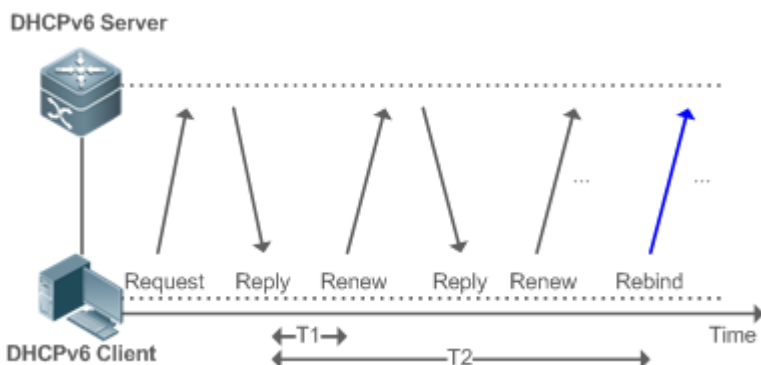 DHCPv6 Server
... ...
Request Reply Renew Reply Renew Rebind
Time
T1
T2
DHCPv6 Client